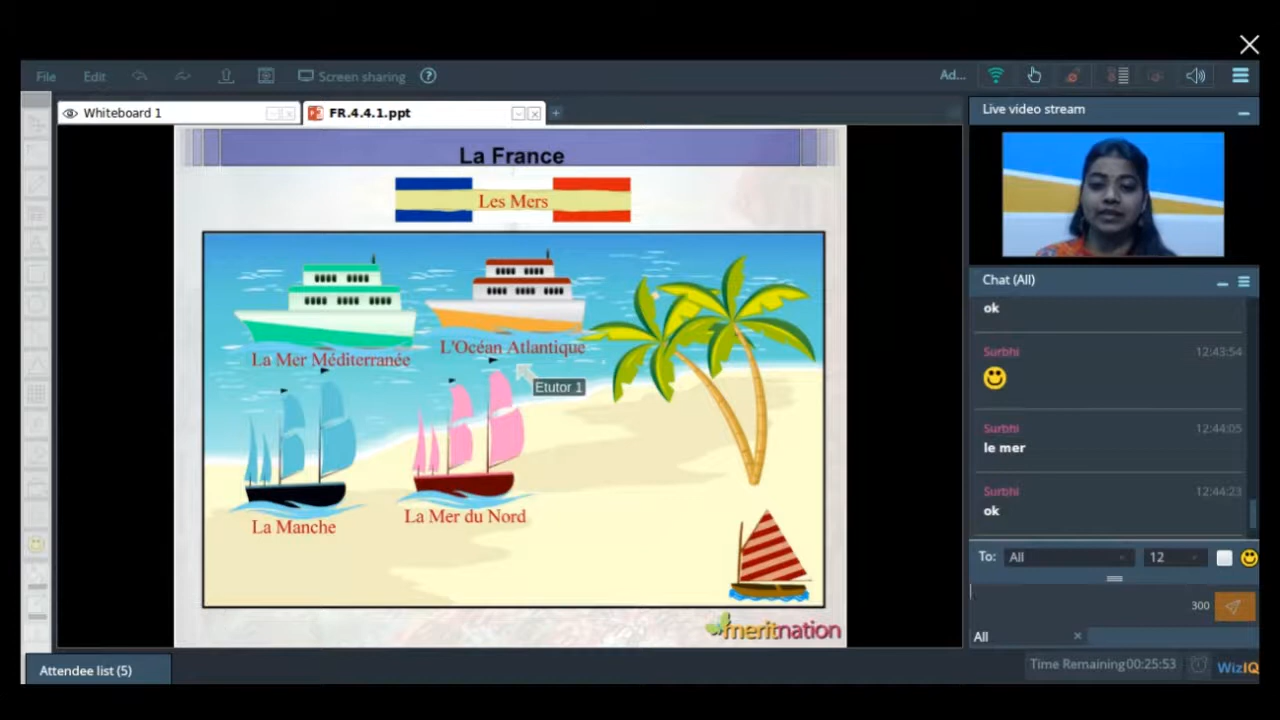 File Edit Screen sharing ? Ad...
Whiteboard 1 FR.4.4.1.ppt
La France
Les Mers
La Mer Méditerranée
L'Océan Atlantique
Etutor 1
La Manche
La Mer du Nord
meritnation
Live video stream
Chat (All)
ok
Surbhi 12:43:54
Surbhi 12:44:05
le mer
Surbhi 12:44:23
ok
To: All 12
300
All
Attendee list (5)
Time Remaining 00:25:53 WizIQ